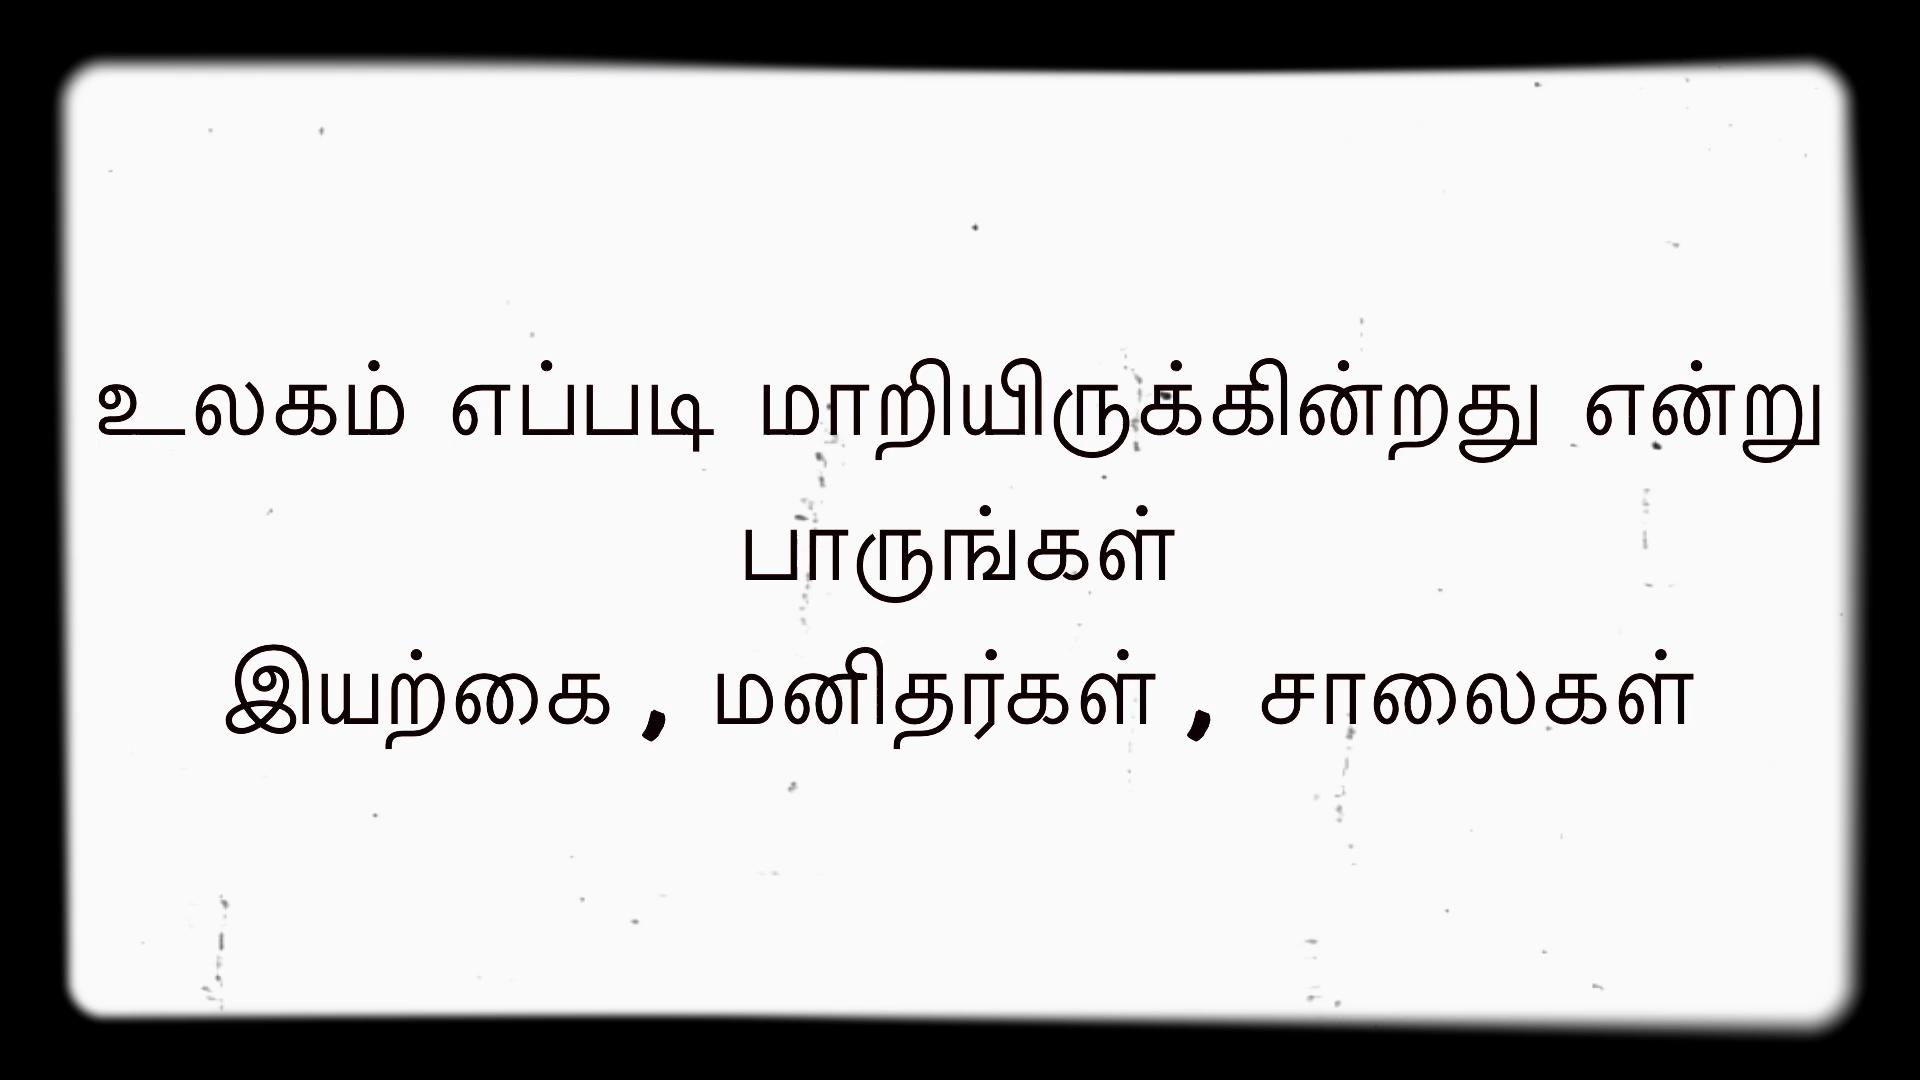 உலகம் எப்படி மாறியிருக்கின்றது என்று
பாருங்கள்
இயற்கை , மனிதர்கள் , சாலைகள்